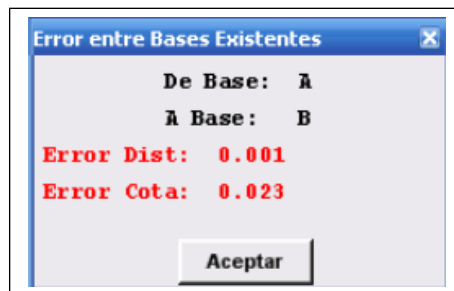 Error entre Bases Existentes
De Base: A
A Base: B
Error Dist: 0.001
Error Cota: 0.023
Aceptar